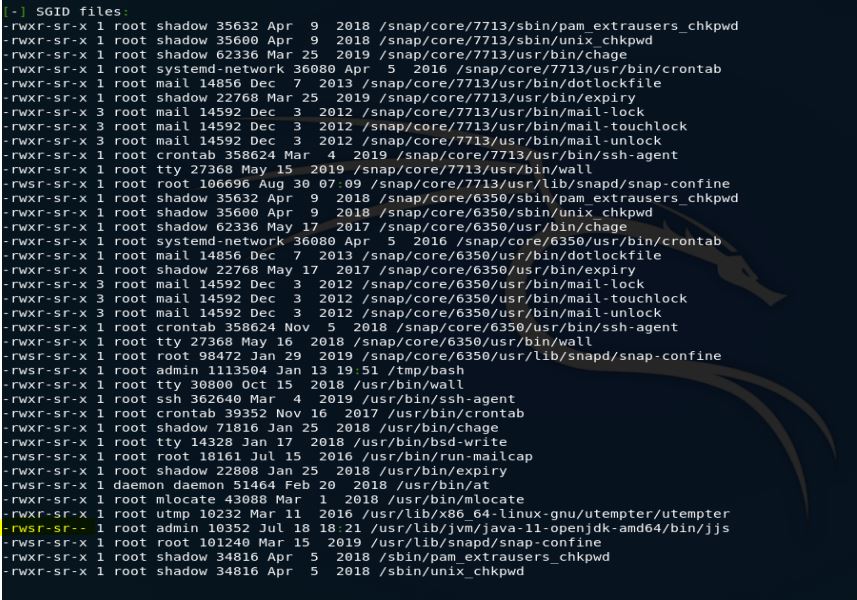 [-] SGID files:
-rwxr-sr-x 1 root shadow 35632 Apr  9  2018 /snap/core/7713/sbin/pam_extrausers_chkpwd
-rwxr-sr-x 1 root shadow 35600 Apr  9  2018 /snap/core/7713/sbin/unix_chkpwd
-rwxr-sr-x 1 root shadow 62336 Mar 25  2019 /snap/core/7713/usr/bin/chage
-rwxr-sr-x 1 root systemd-network 36080 Apr  5  2016 /snap/core/7713/usr/bin/crontab
-rwxr-sr-x 1 root mail 14856 Dec  7  2013 /snap/core/7713/usr/bin/dotlockfile
-rwxr-sr-x 1 root shadow 22768 Mar 25  2019 /snap/core/7713/usr/bin/expiry
-rwxr-sr-x 3 root mail 14592 Dec  3  2012 /snap/core/7713/usr/bin/mail-lock
-rwxr-sr-x 3 root mail 14592 Dec  3  2012 /snap/core/7713/usr/bin/mail-touchlock
-rwxr-sr-x 3 root mail 14592 Dec  3  2012 /snap/core/7713/usr/bin/mail-unlock
-rwxr-sr-x 1 root crontab 358624 Mar  4  2019 /snap/core/7713/usr/bin/ssh-agent
-rwxr-sr-x 1 root tty 27368 May 15  2019 /snap/core/7713/usr/bin/wall
-rwsr-sr-x 1 root root 106696 Aug 30 07:09 /snap/core/7713/usr/lib/snapd/snap-confine
-rwxr-sr-x 1 root shadow 35632 Apr  9  2018 /snap/core/6350/sbin/pam_extrausers_chkpwd
-rwxr-sr-x 1 root shadow 35600 Apr  9  2018 /snap/core/6350/sbin/unix_chkpwd
-rwxr-sr-x 1 root shadow 62336 May 17  2017 /snap/core/6350/usr/bin/chage
-rwxr-sr-x 1 root systemd-network 36080 Apr  5  2016 /snap/core/6350/usr/bin/crontab
-rwxr-sr-x 1 root mail 14856 Dec  7  2013 /snap/core/6350/usr/bin/dotlockfile
-rwxr-sr-x 1 root shadow 22768 May 17  2017 /snap/core/6350/usr/bin/expiry
-rwxr-sr-x 3 root mail 14592 Dec  3  2012 /snap/core/6350/usr/bin/mail-lock
-rwxr-sr-x 3 root mail 14592 Dec  3  2012 /snap/core/6350/usr/bin/mail-touchlock
-rwxr-sr-x 3 root mail 14592 Dec  3  2012 /snap/core/6350/usr/bin/mail-unlock
-rwxr-sr-x 1 root crontab 358624 Nov  5  2018 /snap/core/6350/usr/bin/ssh-agent
-rwxr-sr-x 1 root tty 27368 May 16  2018 /snap/core/6350/usr/bin/wall
-rwsr-sr-x 1 root root 98472 Jan 29  2019 /snap/core/6350/usr/lib/snapd/snap-confine
-rwsr-sr-x 1 root admin 1113504 Jan 13 19:51 /tmp/bash
-rwxr-sr-x 1 root tty 30800 Oct 15  2018 /usr/bin/wall
-rwxr-sr-x 1 root ssh 362640 Mar  4  2019 /usr/bin/ssh-agent
-rwxr-sr-x 1 root crontab 39352 Nov 16  2017 /usr/bin/crontab
-rwxr-sr-x 1 root shadow 71816 Jan 25  2018 /usr/bin/chage
-rwxr-sr-x 1 root tty 14328 Jan 17  2018 /usr/bin/bsd-write
-rwsr-sr-x 1 root root 18161 Jul 15  2016 /usr/bin/run-mailcap
-rwxr-sr-x 1 root shadow 22808 Jan 25  2018 /usr/bin/expiry
-rwsr-sr-x 1 daemon daemon 51464 Feb 20  2018 /usr/bin/at
-rwxr-sr-x 1 root mlocate 43088 Mar  1  2018 /usr/bin/mlocate
-rwxr-sr-x 1 root utmp 10232 Mar 11  2016 /usr/lib/x86_64-linux-gnu/utempter/utempter
-rwsr-sr-- 1 root admin 10352 Jul 18 18:21 /usr/lib/jvm/java-11-openjdk-amd64/bin/jjs
-rwsr-sr-x 1 root root 101240 Mar 15  2019 /usr/lib/snapd/snap-confine
-rwxr-sr-x 1 root shadow 34816 Apr  5  2018 /sbin/pam_extrausers_chkpwd
-rwxr-sr-x 1 root shadow 34816 Apr  5  2018 /sbin/unix_chkpwd